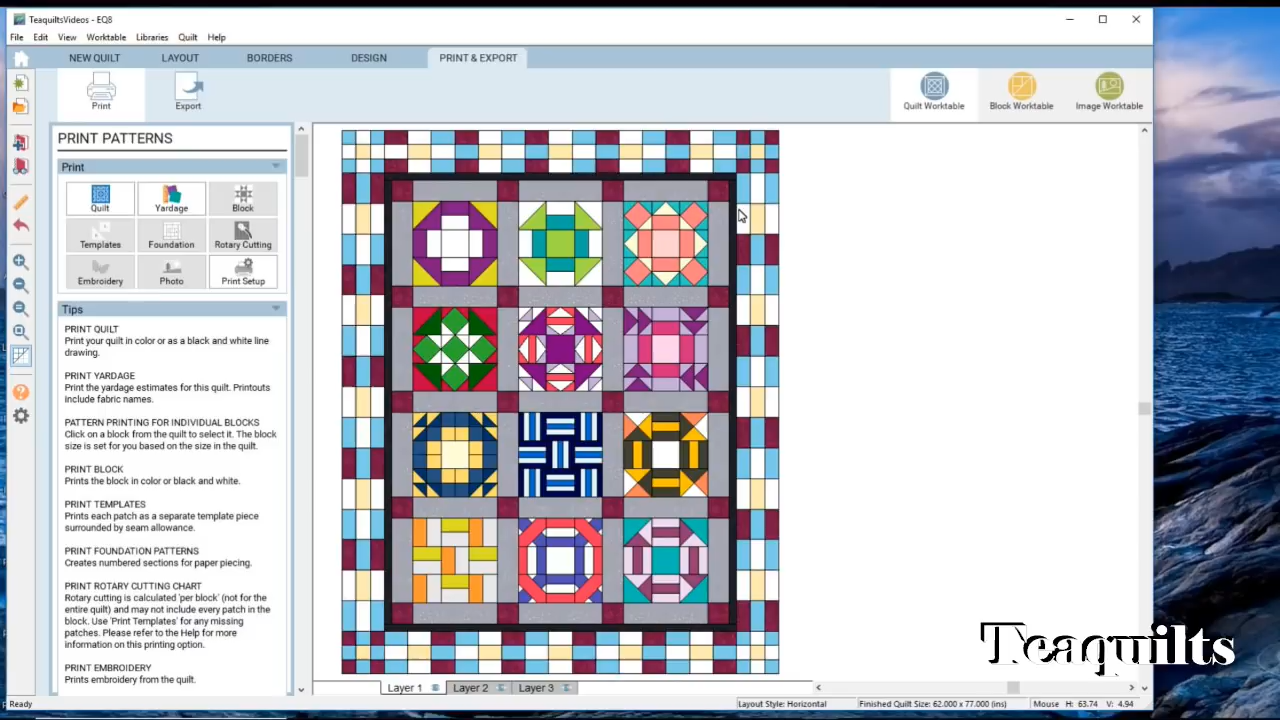 TeaquiltsVideos - EQ8
File Edit View Worktable Libraries Quilt Help
NEW QUILT LAYOUT BORDERS DESIGN PRINT & EXPORT
Print Export Quilt Worktable Block Worktable Image Worktable
PRINT PATTERNS
Print
Quilt Yardage Block
Templates Foundation Rotary Cutting
Embroidery Photo Print Setup
Tips
PRINT QUILT
Print your quilt in color or as a black and white line
drawing.
PRINT YARDAGE
Print the yardage estimates for this quilt. Printouts
include fabric names.
PATTERN PRINTING FOR INDIVIDUAL BLOCKS
Click on a block from the quilt to select it. The block
size is set for you based on the size in the quilt.
PRINT BLOCK
Prints the block in color or black and white.
PRINT TEMPLATES
Prints each patch as a separate template piece
surrounded by seam allowance.
PRINT FOUNDATION PATTERNS
Creates numbered sections for paper piecing.
PRINT ROTARY CUTTING CHART
Rotary cutting is calculated 'per block' (not for the
entire quilt) and may not include every patch in the
block. Use 'Print Templates' for any missing
patches. Please refer to the Help for more
information on this printing option.
PRINT EMBROIDERY
Prints embroidery from the quilt.
Teaquilts
Layer 1 Layer 2 Layer 3
Ready Layout Style: Horizontal Finished Quilt Size: 62.000 x 77.000 (ins) Mouse H: 63.74 V: 4.94